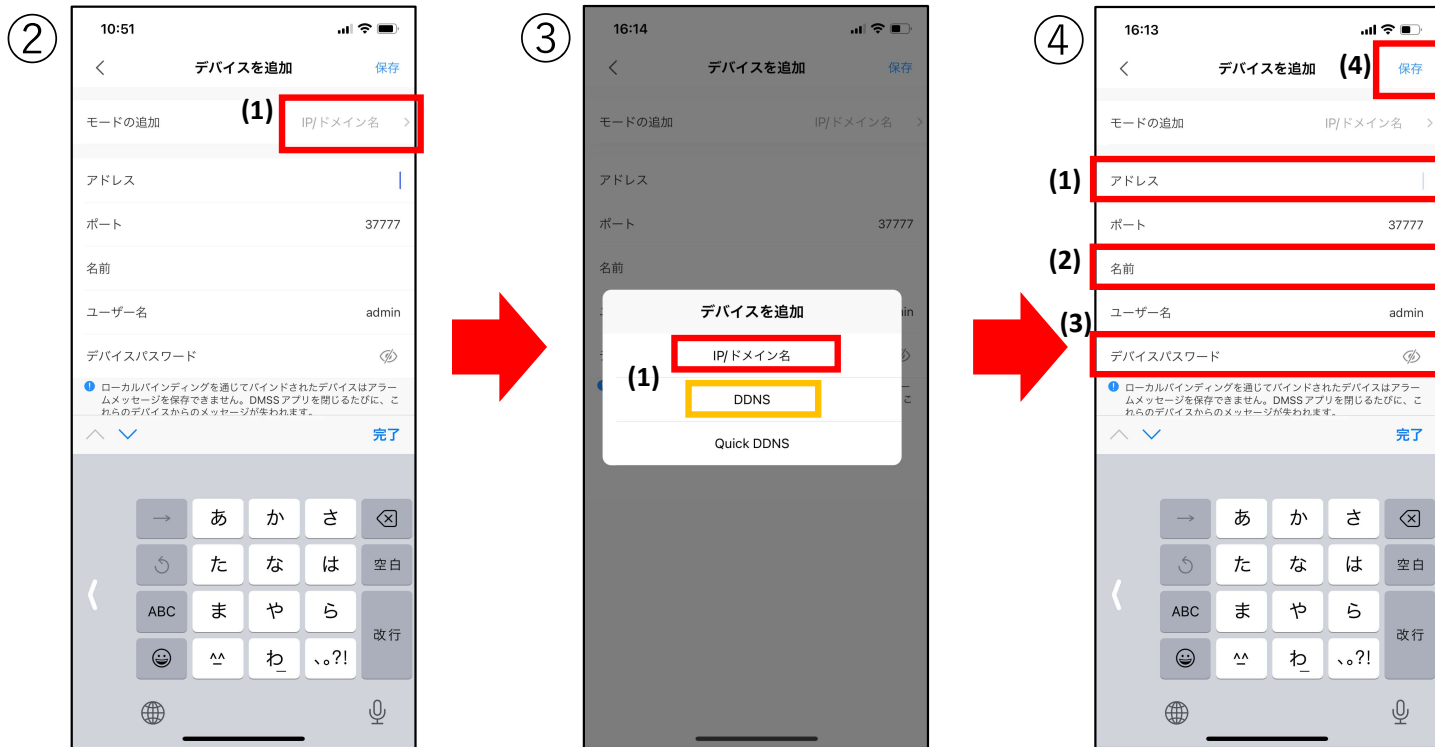 ②
10:51
デバイスを追加
保存
(1)
モードの追加
IP/ドメイン名
アドレス
ポート
37777
名前
ユーザー名
admin
デバイスパスワード
ローカルバインディングを通じてバインドされたデバイスはアラー
ムメッセージを保存できません。DMSSアプリを閉じるたびに、こ
れらのデバイスからのメッセージが失われます。
完了
→
あ
か
さ
た
な
は
空白
ABC
ま
や
ら
改行
^^
わ_
、。?!
③
16:14
デバイスを追加
保存
モードの追加
IP/ドメイン名
アドレス
ポート
37777
名前
デバイスを追加
in
IP/ドメイン名
(1)
DDNS
Quick DDNS
ー
こ
④
16:13
デバイスを追加
(4)
保存
モードの追加
IP/ドメイン名
(1)
アドレス
ポート
37777
(2)
名前
ユーザー名
admin
(3)
デバイスパスワード
ローカルバインディングを通じてバインドされたデバイスはアラー
ムメッセージを保存できません。DMSSアプリを閉じるたびに、こ
れらのデバイスからのメッセージが失われます。
完了
→
あ
か
さ
た
な
は
空白
ABC
ま
や
ら
改行
^^
わ_
、。?!